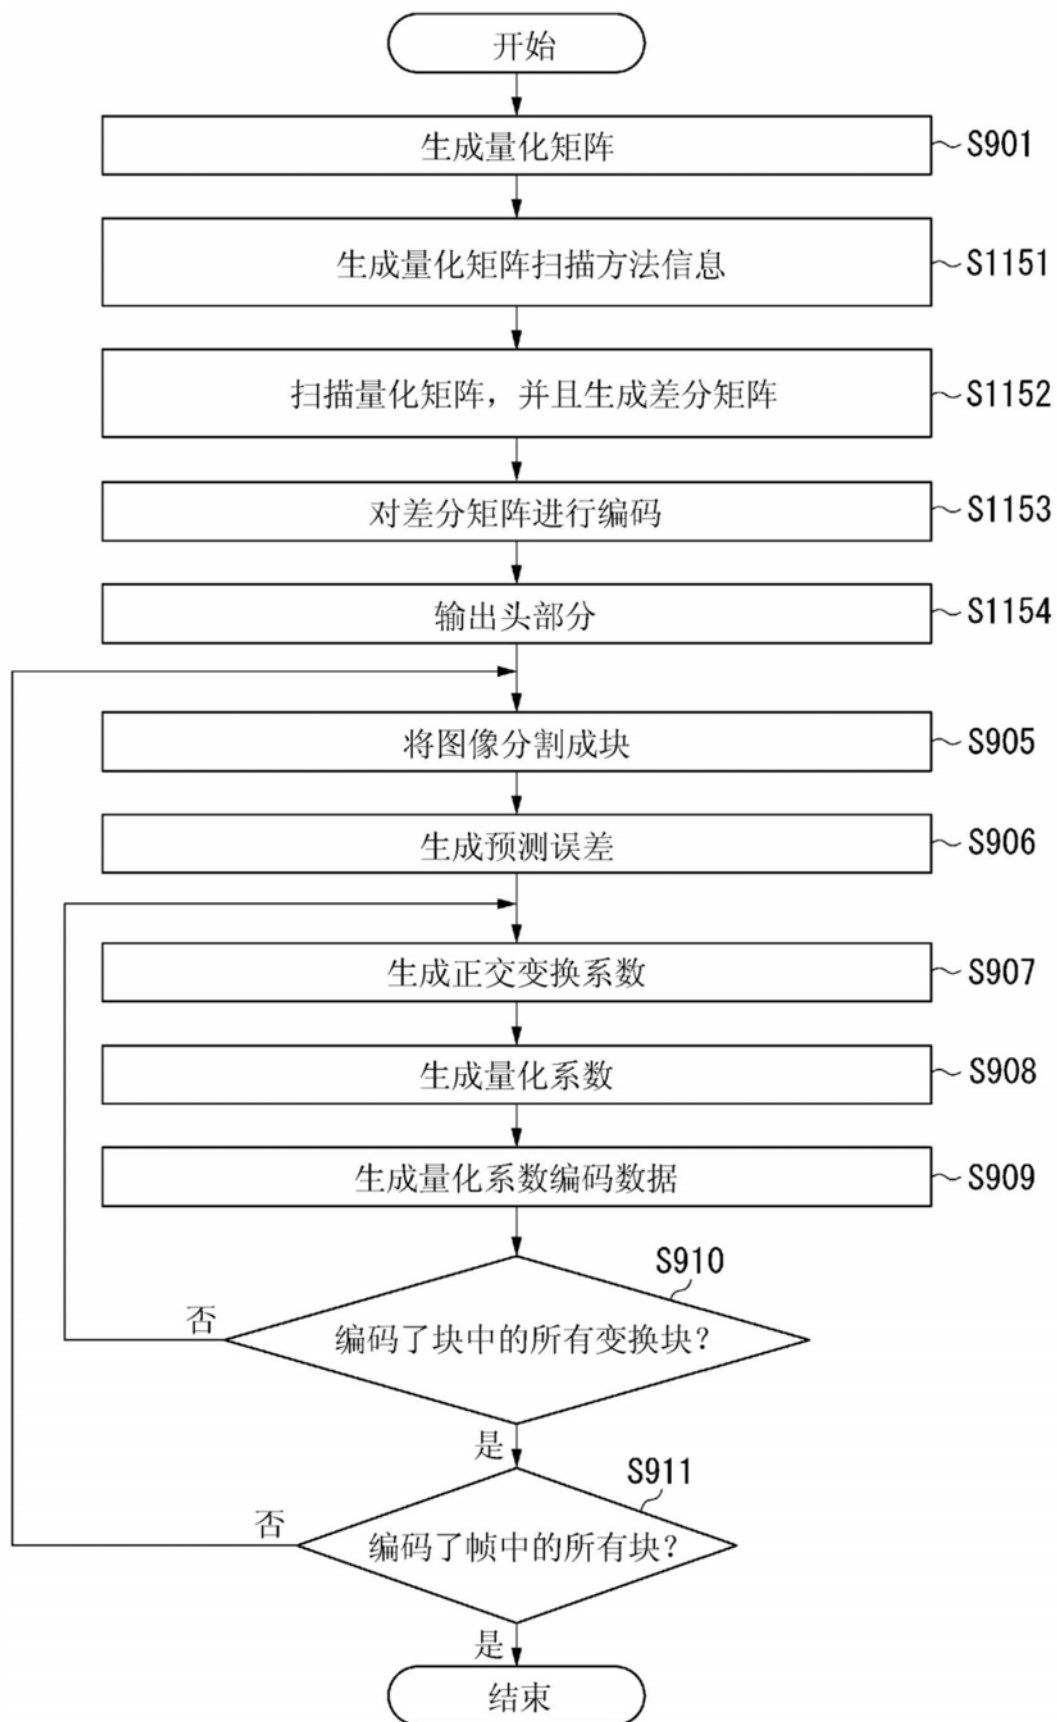 开始
生成量化矩阵
S901
生成量化矩阵扫描方法信息
S1151
扫描量化矩阵，并且生成差分矩阵
S1152
对差分矩阵进行编码
S1153
输出头部分
S1154
将图像分割成块
S905
生成预测误差
S906
生成正交变换系数
S907
生成量化系数
S908
生成量化系数编码数据
S909
S910
否
编码了块中的所有变换块？
是
S911
否
编码了帧中的所有块？
是
结束